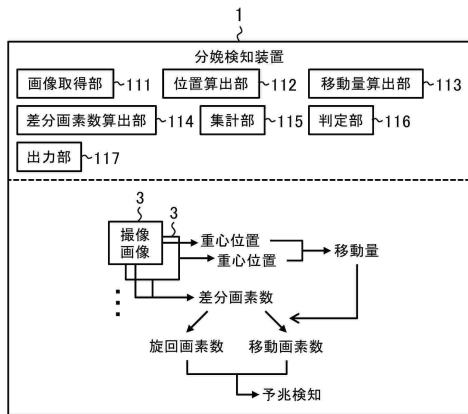 1
分娩検知装置
画像取得部 111 位置算出部 112 移動量算出部 113
差分画素数算出部 114 集計部 115 判定部 116
出力部 117
3
3
撮像
画像
重心位置
重心位置
移動量
差分画素数
旋回画素数 移動画素数
予兆検知